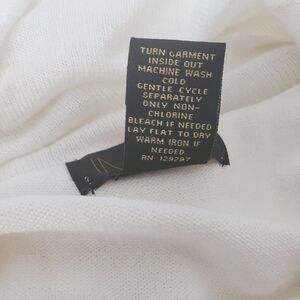 TURN GARMENT
INSIDE OUT
MACHINE WASH
COLD
GENTLE CYCLE
SEPARATELY
ONLY NON-
CHLORINE
BLEACH IF NEEDED
LAY FLAT TO DRY
WARM IRON IF
NEEDED
RN 129297